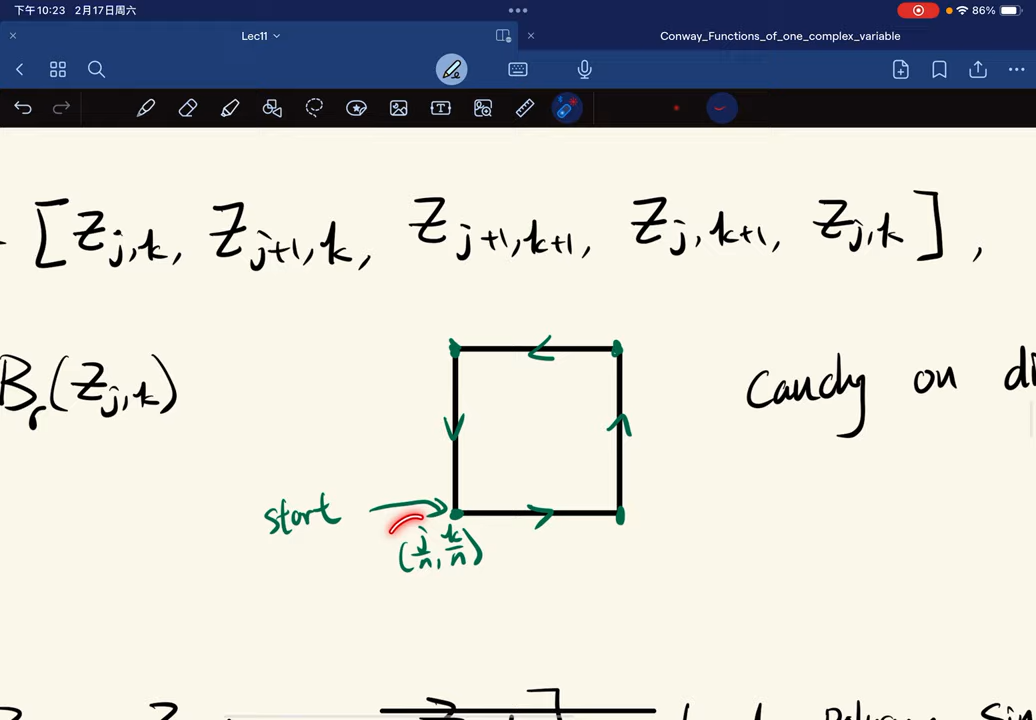 下午10:23 2月17日周六
86%
Lec11
Conway_Functions_of_one_complex_variable
[Z_{j,k}, Z_{j+1,k}, Z_{j+1,k+1}, Z_{j,k+1}, Z_{j,k}],
B_r(Z_{j,k})
Cauchy on di
start
(j/n, k/n)